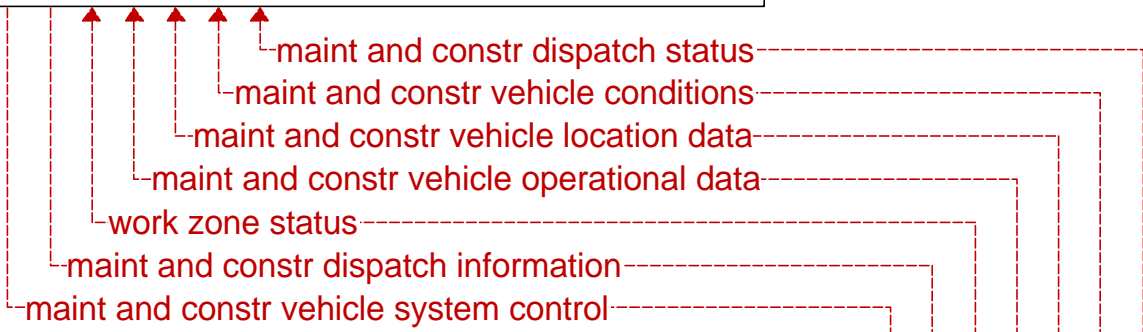 maint and constr dispatch status
maint and constr vehicle conditions
maint and constr vehicle location data
maint and constr vehicle operational data
work zone status
maint and constr dispatch information
maint and constr vehicle system control